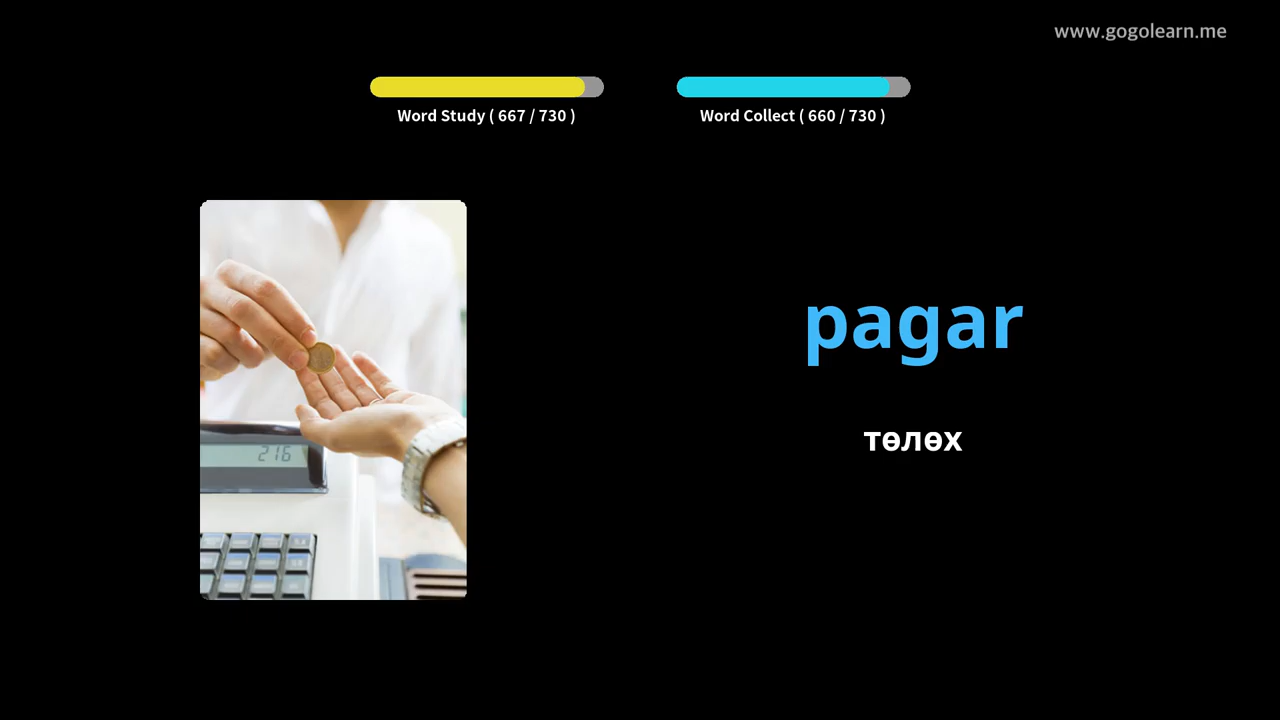 www.gogolearn.me
Word Study ( 667 / 730 )
Word Collect ( 660 / 730 )
216
pagar
төлөх